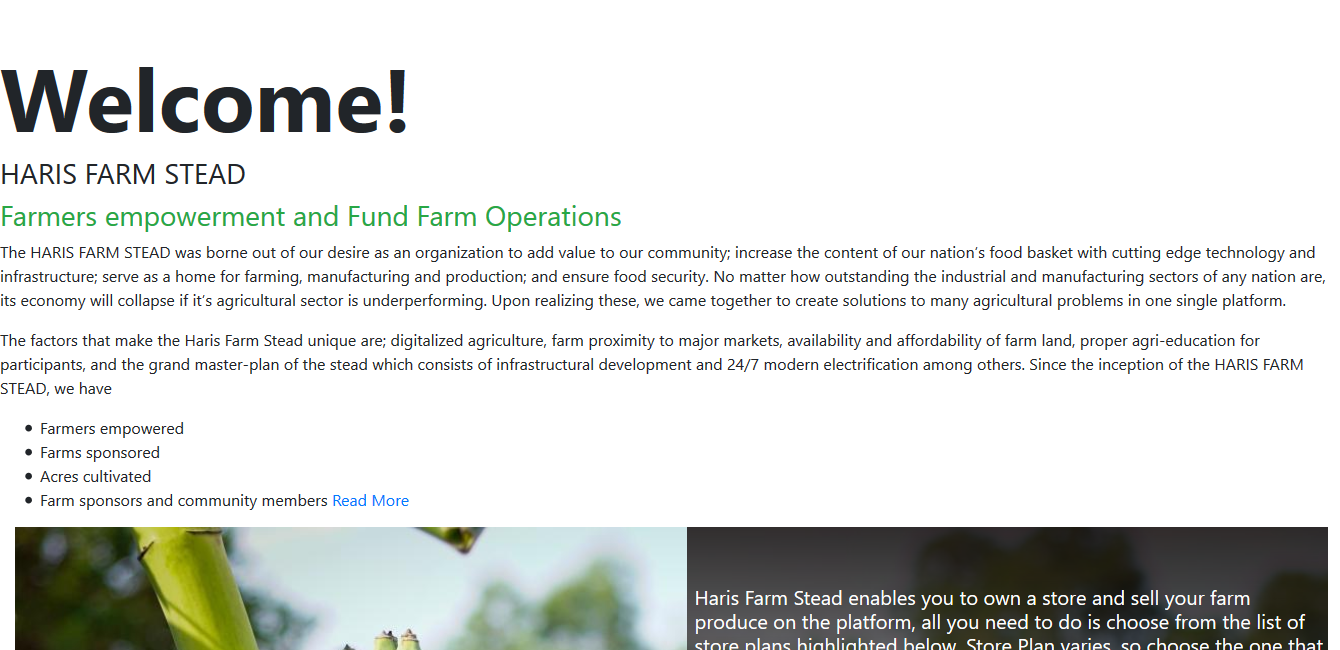 Welcome!
HARIS FARM STEAD
Farmers empowerment and Fund Farm Operations
The HARIS FARM STEAD was borne out of our desire as an organization to add value to our community; increase the content of our nation’s food basket with cutting edge technology and
infrastructure; serve as a home for farming, manufacturing and production; and ensure food security. No matter how outstanding the industrial and manufacturing sectors of any nation are,
its economy will collapse if it’s agricultural sector is underperforming. Upon realizing these, we came together to create solutions to many agricultural problems in one single platform.
The factors that make the Haris Farm Stead unique are; digitalized agriculture, farm proximity to major markets, availability and affordability of farm land, proper agri-education for
participants, and the grand master-plan of the stead which consists of infrastructural development and 24/7 modern electrification among others. Since the inception of the HARIS FARM
STEAD, we have
• Farmers empowered
• Farms sponsored
• Acres cultivated
• Farm sponsors and community members Read More
Haris Farm Stead enables you to own a store and sell your farm
produce on the platform, all you need to do is choose from the list of
store plans highlighted below. Store Plan varies, so choose the one that